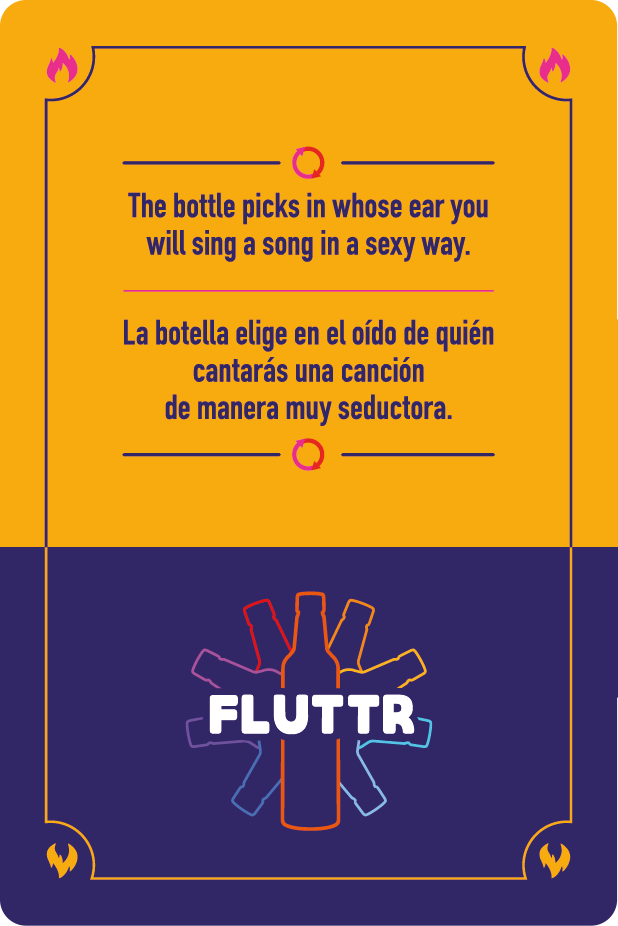 The bottle picks in whose ear you
will sing a song in a sexy way.
La botella elige en el oído de quién
cantarás una canción
de manera muy seductora.
FLUTTR